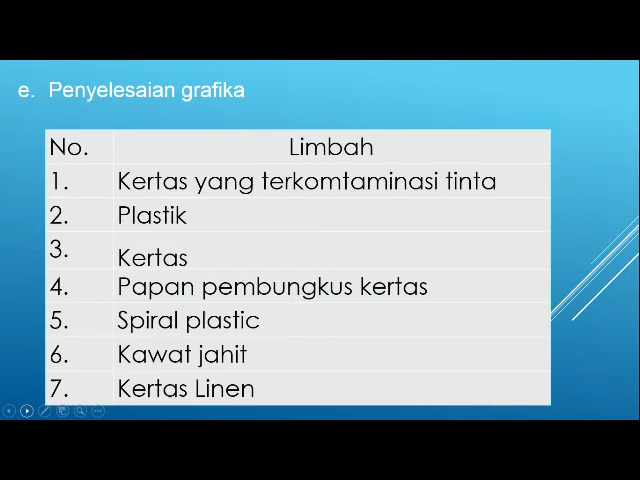 e. Penyelesaian grafika
No. Limbah
1. Kertas yang terkomtaminasi tinta
2. Plastik
3. Kertas
4. Papan pembungkus kertas
5. Spiral plastic
6. Kawat jahit
7. Kertas Linen